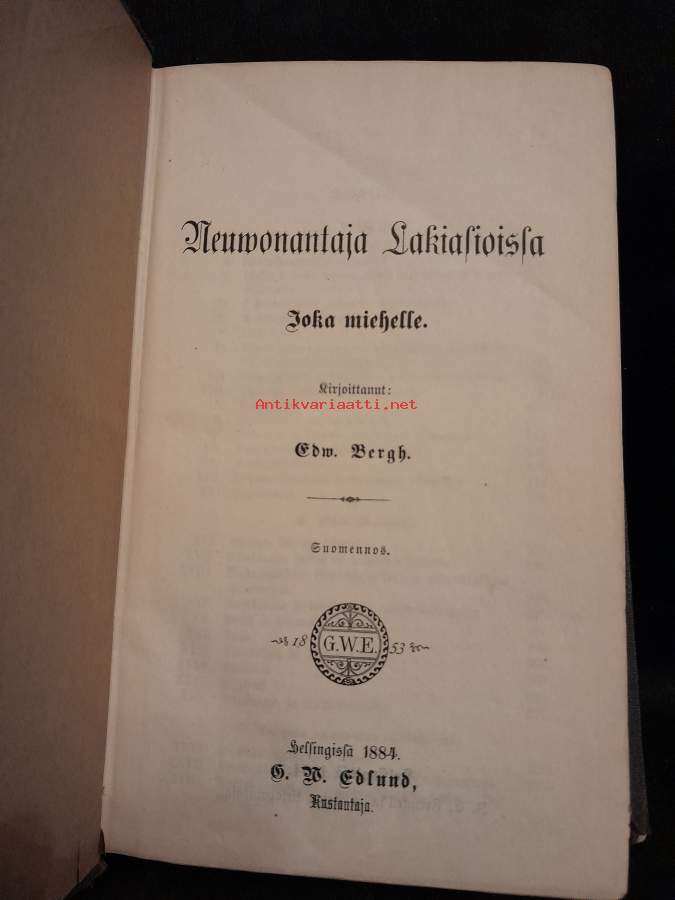 Neuwonantaja Lakiasioissa
Joka miehelle.
Kirjoittanut:
Antikvariaatti.net
Edw. Bergh.
Suomennos.
18 G.W.E. 53
Helsingissä 1884.
G. W. Edlund,
Kustantaja.